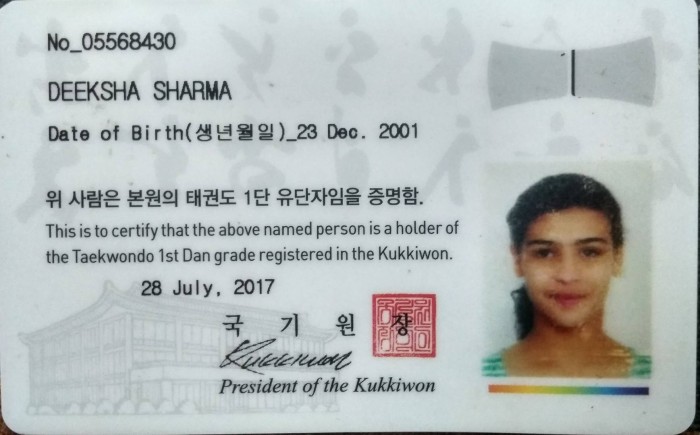 No_05568430
DEEKSHA SHARMA
Date of Birth(생년월일)_23 Dec. 2001
위 사람은 본원의 태권도 1단 유단자임을 증명함.
This is to certify that the above named person is a holder of
the Taekwondo 1st Dan grade registered in the Kukkiwon.
28 July, 2017
국 기 원 장
Kukkiwon
President of the Kukkiwon